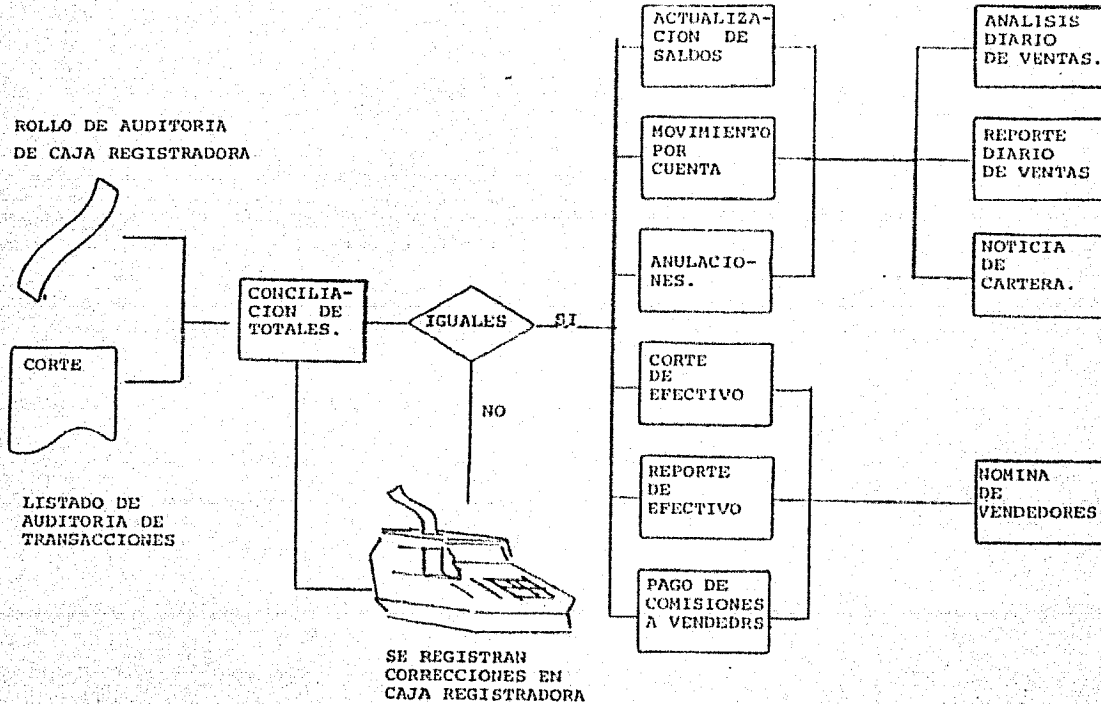 ROLLO DE AUDITORIA
DE CAJA REGISTRADORA
CORTE
LISTADO DE
AUDITORIA DE
TRANSACCIONES
CONCILIA-
CION DE
TOTALES.
IGUALES
SI
NO
SE REGISTRAN
CORRECCIONES EN
CAJA REGISTRADORA
ACTUALIZA-
CION DE
SALDOS
MOVIMIENTO
POR
CUENTA
ANULACIO-
NES.
CORTE
DE
EFECTIVO
REPORTE
DE
EFECTIVO
PAGO DE
COMISIONES
A VENDEDRS
ANALISIS
DIARIO
DE VENTAS.
REPORTE
DIARIO
DE VENTAS
NOTICIA
DE
CARTERA.
NOMINA
DE
VENDEDORES